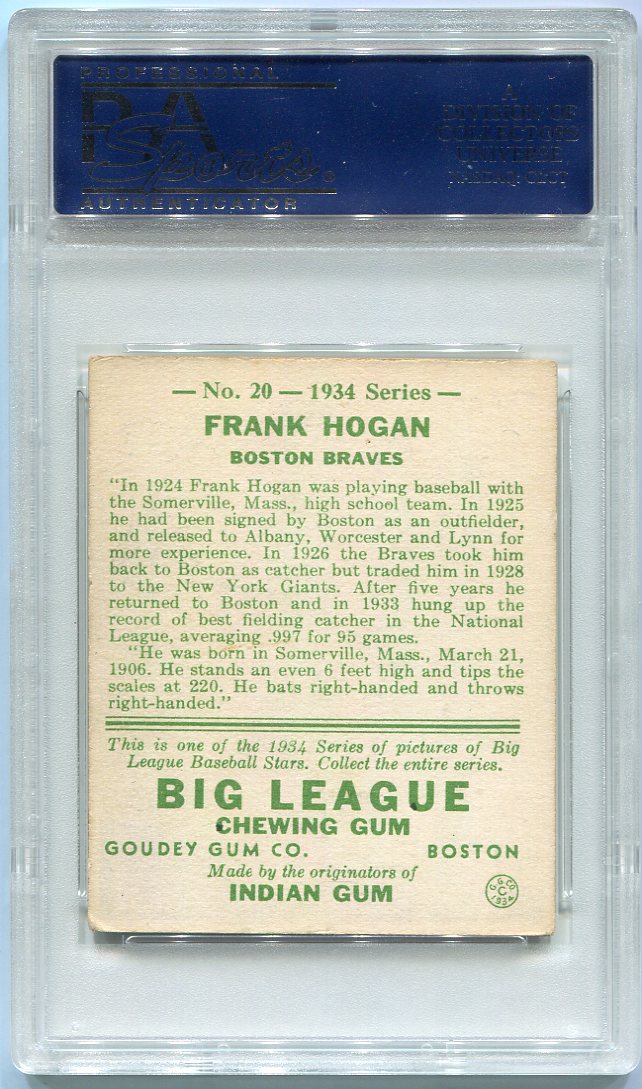 PROFESSIONAL
PSA
Sports
AUTHENTICATOR
A
DIVISION OF
COLLECTORS
UNIVERSE
NASDAQ: CLCT
— No. 20 — 1934 Series —
FRANK HOGAN
BOSTON BRAVES
"In 1924 Frank Hogan was playing baseball with
the Somerville, Mass., high school team. In 1925
he had been signed by Boston as an outfielder,
and released to Albany, Worcester and Lynn for
more experience. In 1926 the Braves took him
back to Boston as catcher but traded him in 1928
to the New York Giants. After five years he
returned to Boston and in 1933 hung up the
record of best fielding catcher in the National
League, averaging .997 for 95 games.
"He was born in Somerville, Mass., March 21,
1906. He stands an even 6 feet high and tips the
scales at 220. He bats right-handed and throws
right-handed."
This is one of the 1934 Series of pictures of Big
League Baseball Stars. Collect the entire series.
BIG LEAGUE
CHEWING GUM
GOUDEY GUM CO. BOSTON
Made by the originators of
INDIAN GUM
G.G.CO.
C
1934